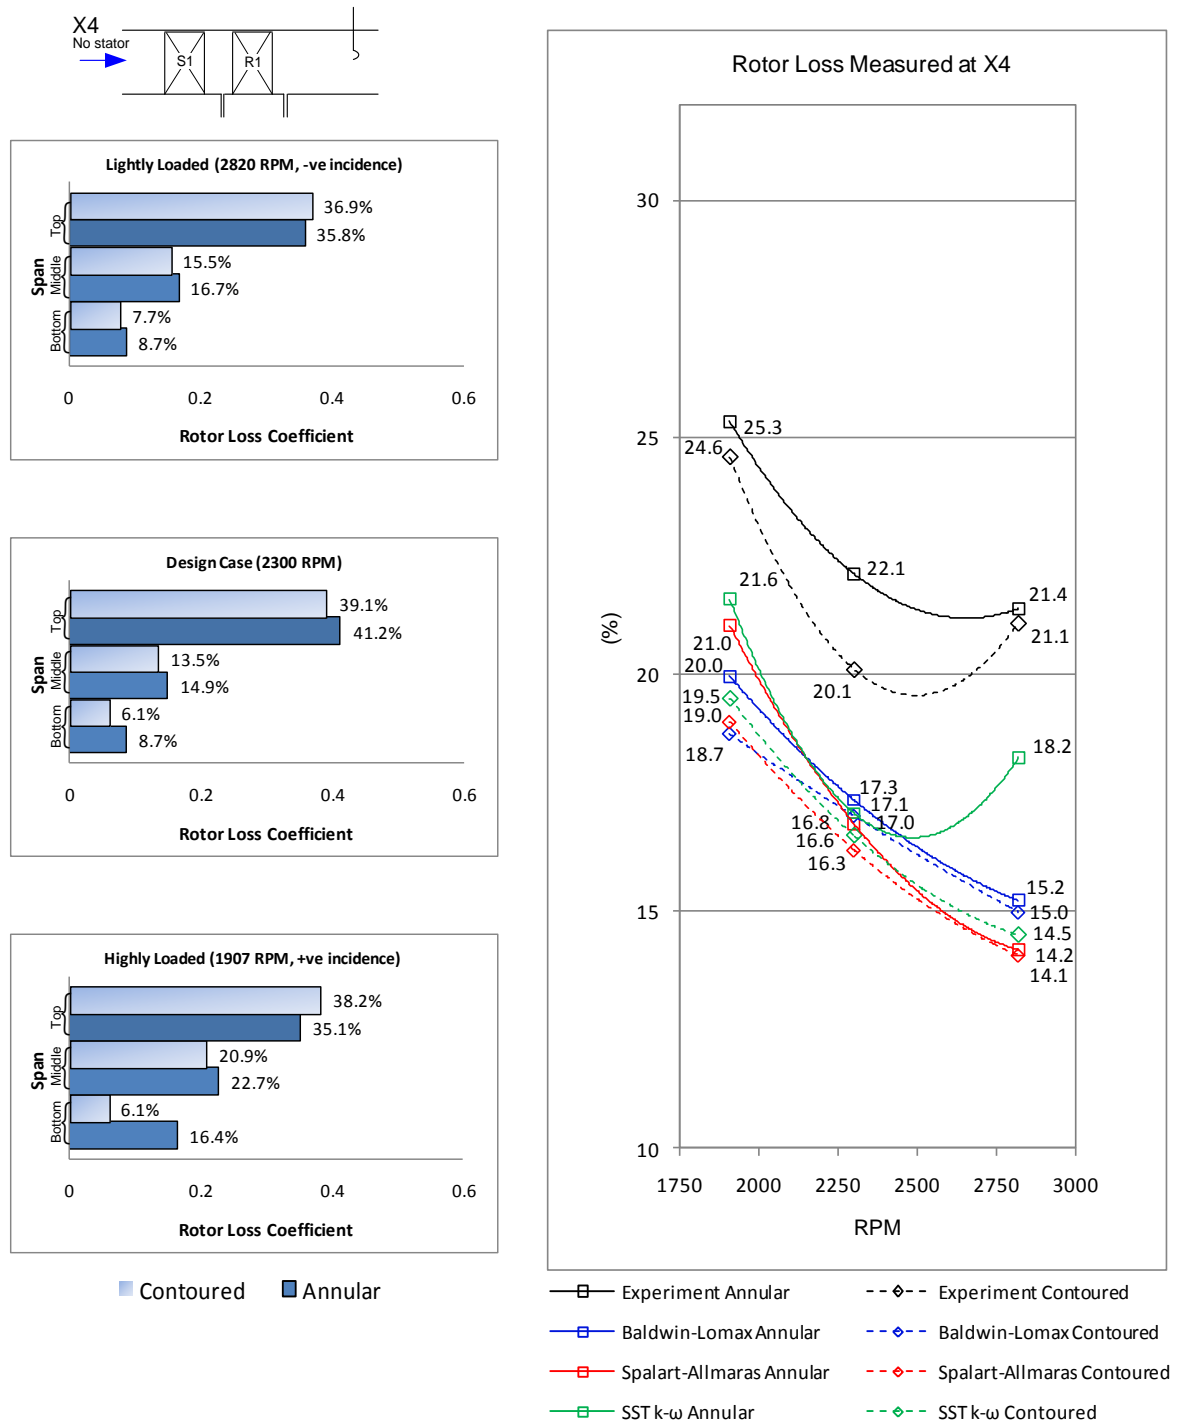 X4
No stator
S1
R1
Lightly Loaded (2820 RPM, -ve incidence)
Span
Top
Middle
Bottom
36.9%
35.8%
15.5%
16.7%
7.7%
8.7%
0 0.2 0.4 0.6
Rotor Loss Coefficient
Design Case (2300 RPM)
Span
Top
Middle
Bottom
39.1%
41.2%
13.5%
14.9%
6.1%
8.7%
0 0.2 0.4 0.6
Rotor Loss Coefficient
Highly Loaded (1907 RPM, +ve incidence)
Span
Top
Middle
Bottom
38.2%
35.1%
20.9%
22.7%
6.1%
16.4%
0 0.2 0.4 0.6
Rotor Loss Coefficient
Contoured Annular
Rotor Loss Measured at X4
(%)
30
25
20
15
10
25.3
24.6
22.1
21.6
21.4
21.1
21.0
20.0
20.1
19.5
19.0
18.7
18.2
17.3
17.1
16.8 17.0
16.6
16.3
15.2
15.0
14.5
14.2
14.1
1750 2000 2250 2500 2750 3000
RPM
Experiment Annular Experiment Contoured
Baldwin-Lomax Annular Baldwin-Lomax Contoured
Spalart-Allmaras Annular Spalart-Allmaras Contoured
SST k-ω Annular SST k-ω Contoured